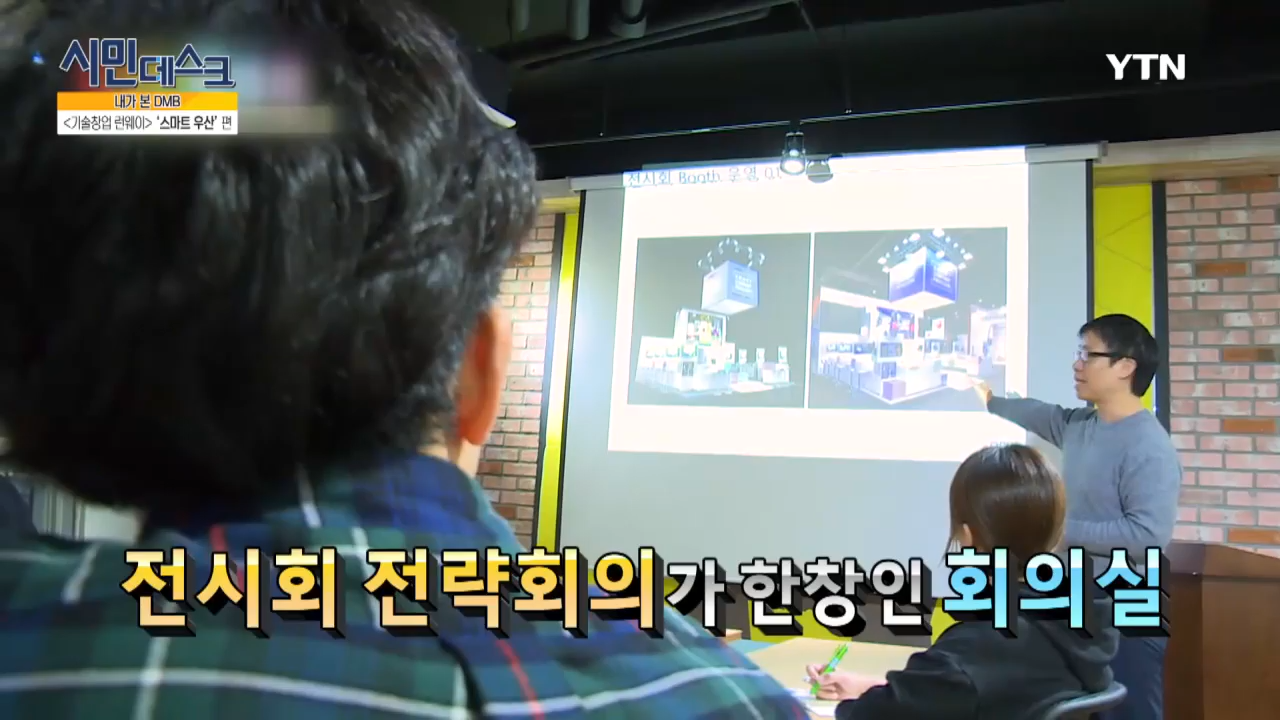 시민데스크
내가 본 DMB
<기술창업 런웨이> '스마트 우산' 편
YTN
전시회 Booth 운영
전시회 전략회의가 한창인 회의실